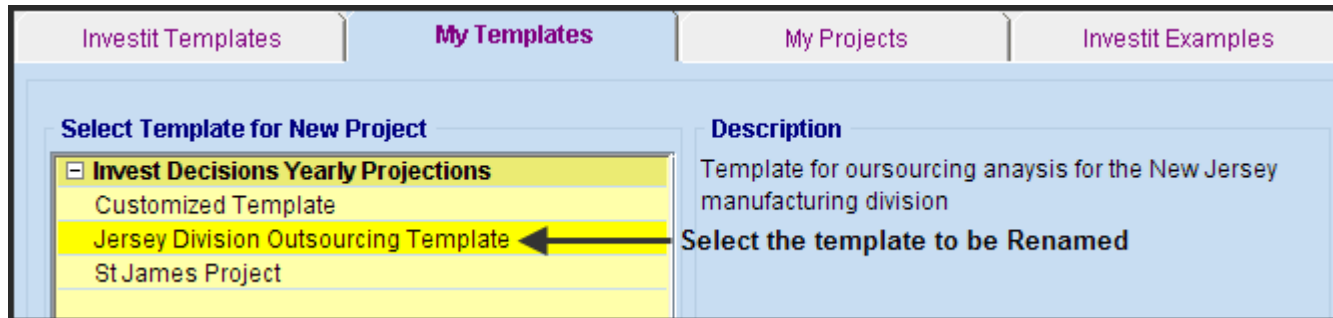 Investit Templates
My Templates
My Projects
Investit Examples
Select Template for New Project
Invest Decisions Yearly Projections
Customized Template
Jersey Division Outsourcing Template
St James Project
Description
Template for oursourcing anaysis for the New Jersey
manufacturing division
Select the template to be Renamed